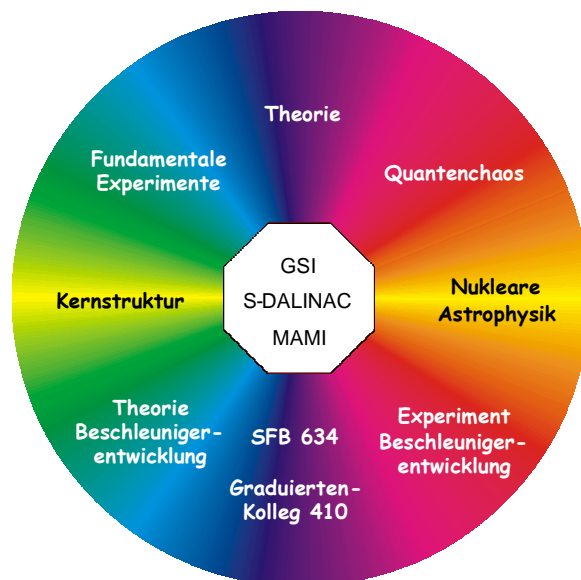 Theorie
Fundamentale
Experimente
Quantenchaos
GSI
S-DALINAC
MAMI
Kernstruktur
Nukleare
Astrophysik
Theorie
Beschleuniger-
entwicklung
SFB 634
Graduierten-
Kolleg 410
Experiment
Beschleuniger-
entwicklung